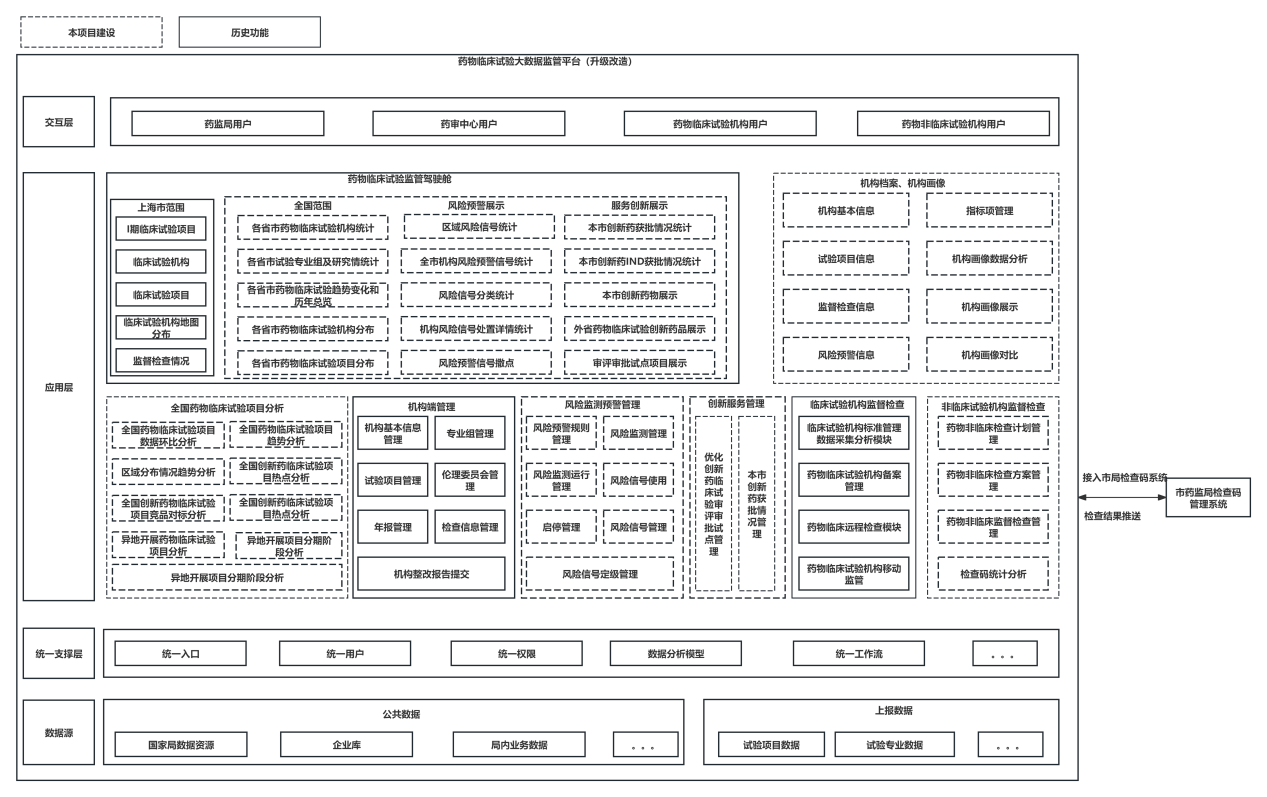 本项目建设
历史功能
药物临床试验大数据监管平台（升级改造）
交互层
药监局用户
药审中心用户
药物临床试验机构用户
药物非临床试验机构用户
应用层
药物临床试验监管驾驶舱
上海市范围
I期临床试验项目
临床试验机构
临床试验项目
临床试验机构地图
分布
监督检查情况
全国范围
各省市药物临床试验机构统计
各省市试验专业组及研究情统计
各省市药物临床试验趋势变化和
历年总览
各省市药物临床试验机构分布
各省市药物临床试验项目分布
风险预警展示
区域风险信号统计
全市机构风险预警信号统计
风险信号分类统计
机构风险信号处置详情统计
风险预警信号撒点
服务创新展示
本市创新药获批情况统计
本市创新药IND获批情况统计
本市创新药物展示
外省药物临床试验创新药品展示
审评审批试点项目展示
机构档案、机构画像
机构基本信息
指标项管理
试验项目信息
机构画像数据分析
监督检查信息
机构画像展示
风险预警信息
机构画像对比
全国药物临床试验项目分析
全国药物临床试验项目
数据环比分析
全国药物临床试验项目
趋势分析
区域分布情况趋势分析
全国创新药临床试验项
目热点分析
全国创新药物临床试验
项目竞品对标分析
全国创新药临床试验项
目热点分析
异地开展药物临床试验
项目分析
异地开展项目分期阶
段分析
异地开展项目分期阶段分析
机构端管理
机构基本信息
管理
专业组管理
试验项目管理
伦理委员会管
理
年报管理
检查信息管理
机构整改报告提交
风险监测预警管理
风险预警规则
管理
风险监测管理
风险监测运行
管理
风险信号使用
启停管理
风险信号管理
风险信号定级管理
创新服务管理
优化
创新
药临
床试
验审
评审
批试
点管
理
本市
创新
药获
批情
况管
理
临床试验机构监督检查
临床试验机构标准管理
数据采集分析模块
药物临床试验机构备案
管理
药物临床远程检查模块
药物临床试验机构移动
监管
非临床试验机构监督检查
药物非临床检查计划管
理
药物非临床检查方案管
理
药物非临床监督检查管
理
检查码统计分析
接入市局检查码系统
检查结果推送
市药监局检查码
管理系统
统一支撑层
统一入口
统一用户
统一权限
数据分析模型
统一工作流
。。。
数据源
公共数据
国家局数据资源
企业库
局内业务数据
。。。
上报数据
试验项目数据
试验专业数据
。。。